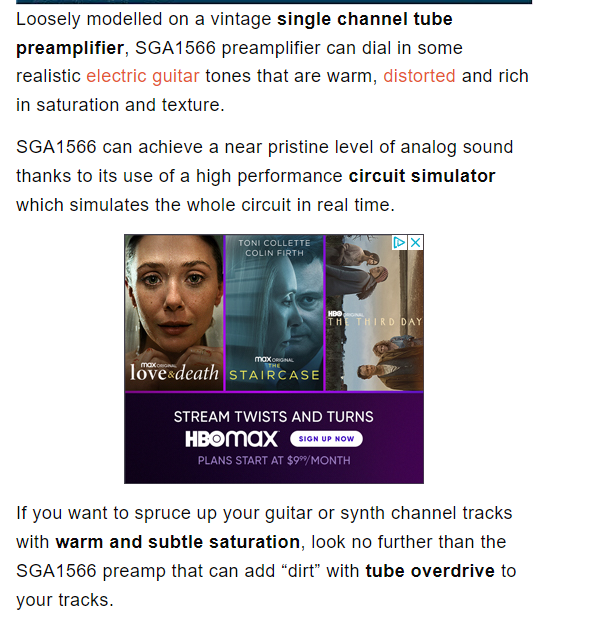 Loosely modelled on a vintage single channel tube
preamplifier, SGA1566 preamplifier can dial in some
realistic electric guitar tones that are warm, distorted and rich
in saturation and texture.
SGA1566 can achieve a near pristine level of analog sound
thanks to its use of a high performance circuit simulator
which simulates the whole circuit in real time.
TONI COLLETTE
COLIN FIRTH
max ORIGINAL
love & death
max ORIGINAL
THE
STAIRCASE
HBO ORIGINAL
THE THIRD DAY
STREAM TWISTS AND TURNS
HBOmax SIGN UP NOW
PLANS START AT $9⁹⁹/MONTH
If you want to spruce up your guitar or synth channel tracks
with warm and subtle saturation, look no further than the
SGA1566 preamp that can add “dirt” with tube overdrive to
your tracks.